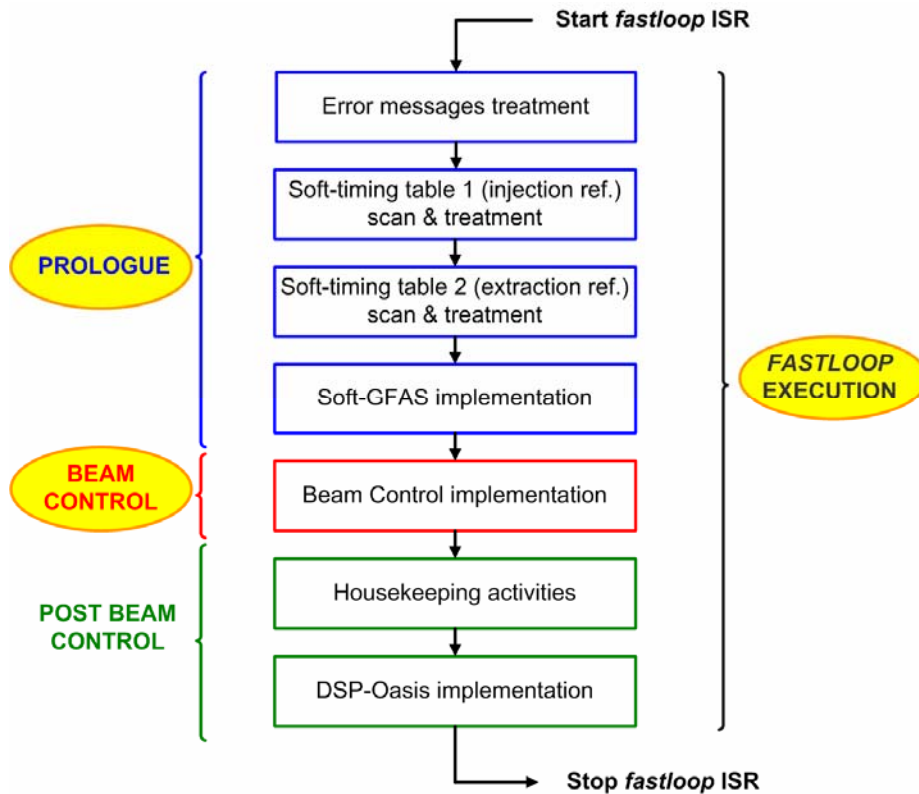 Start fastloop ISR
Error messages treatment
Soft-timing table 1 (injection ref.)
scan & treatment
PROLOGUE
Soft-timing table 2 (extraction ref.)
scan & treatment
FASTLOOP
EXECUTION
Soft-GFAS implementation
BEAM
CONTROL
Beam Control implementation
Housekeeping activities
POST BEAM
CONTROL
DSP-Oasis implementation
Stop fastloop ISR